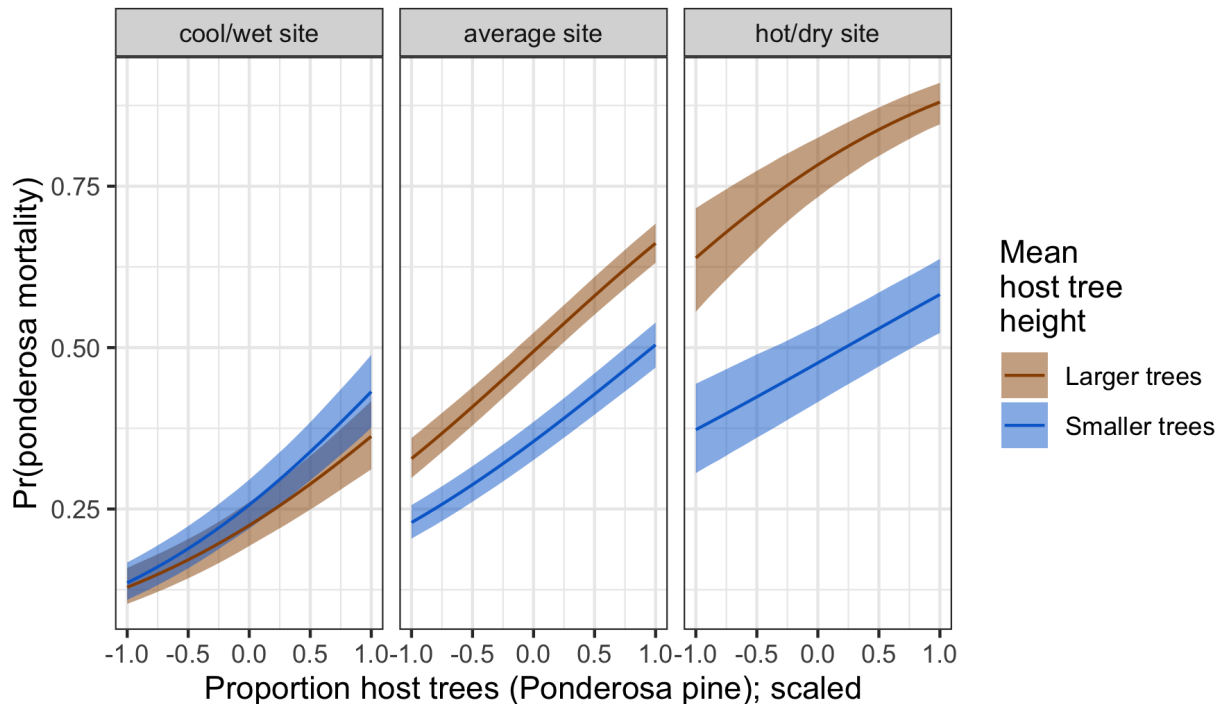 cool/wet site
average site
hot/dry site
Pr(ponderosa mortality)
0.75
0.50
0.25
-1.0 -0.5 0.0 0.5 1.0
-1.0 -0.5 0.0 0.5 1.0
-1.0 -0.5 0.0 0.5 1.0
Proportion host trees (Ponderosa pine); scaled
Mean
host tree
height
Larger trees
Smaller trees